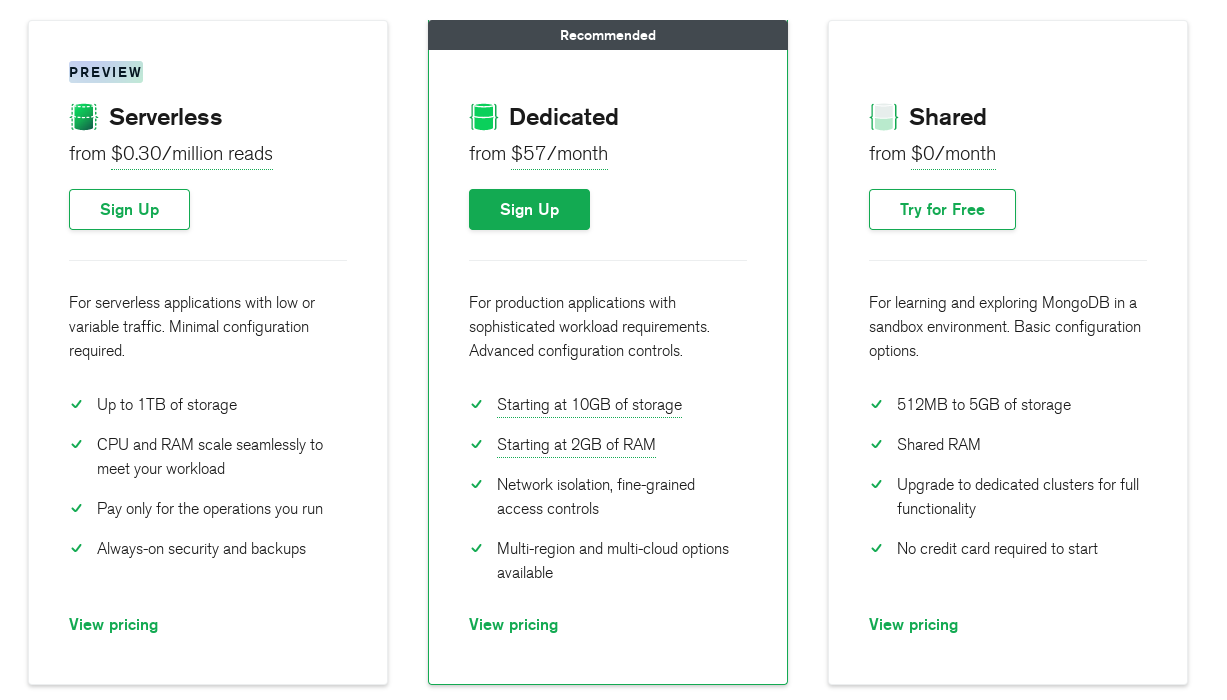 PREVIEW
Serverless
from $0.30/million reads
Sign Up
For serverless applications with low or
variable traffic. Minimal configuration
required.
Up to 1TB of storage
CPU and RAM scale seamlessly to
meet your workload
Pay only for the operations you run
Always-on security and backups
View pricing
Recommended
Dedicated
from $57/month
Sign Up
For production applications with
sophisticated workload requirements.
Advanced configuration controls.
Starting at 10GB of storage
Starting at 2GB of RAM
Network isolation, fine-grained
access controls
Multi-region and multi-cloud options
available
View pricing
Shared
from $0/month
Try for Free
For learning and exploring MongoDB in a
sandbox environment. Basic configuration
options.
512MB to 5GB of storage
Shared RAM
Upgrade to dedicated clusters for full
functionality
No credit card required to start
View pricing